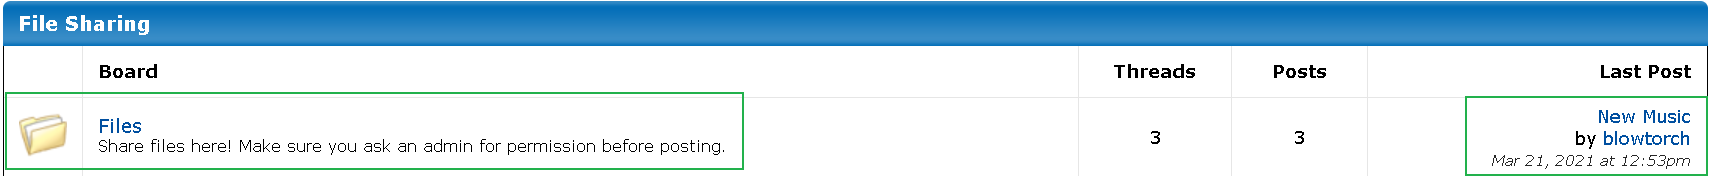 File Sharing
Board Threads Posts Last Post
Files
Share files here! Make sure you ask an admin for permission before posting.
3 3
New Music
by blowtorch
Mar 21, 2021 at 12:53pm